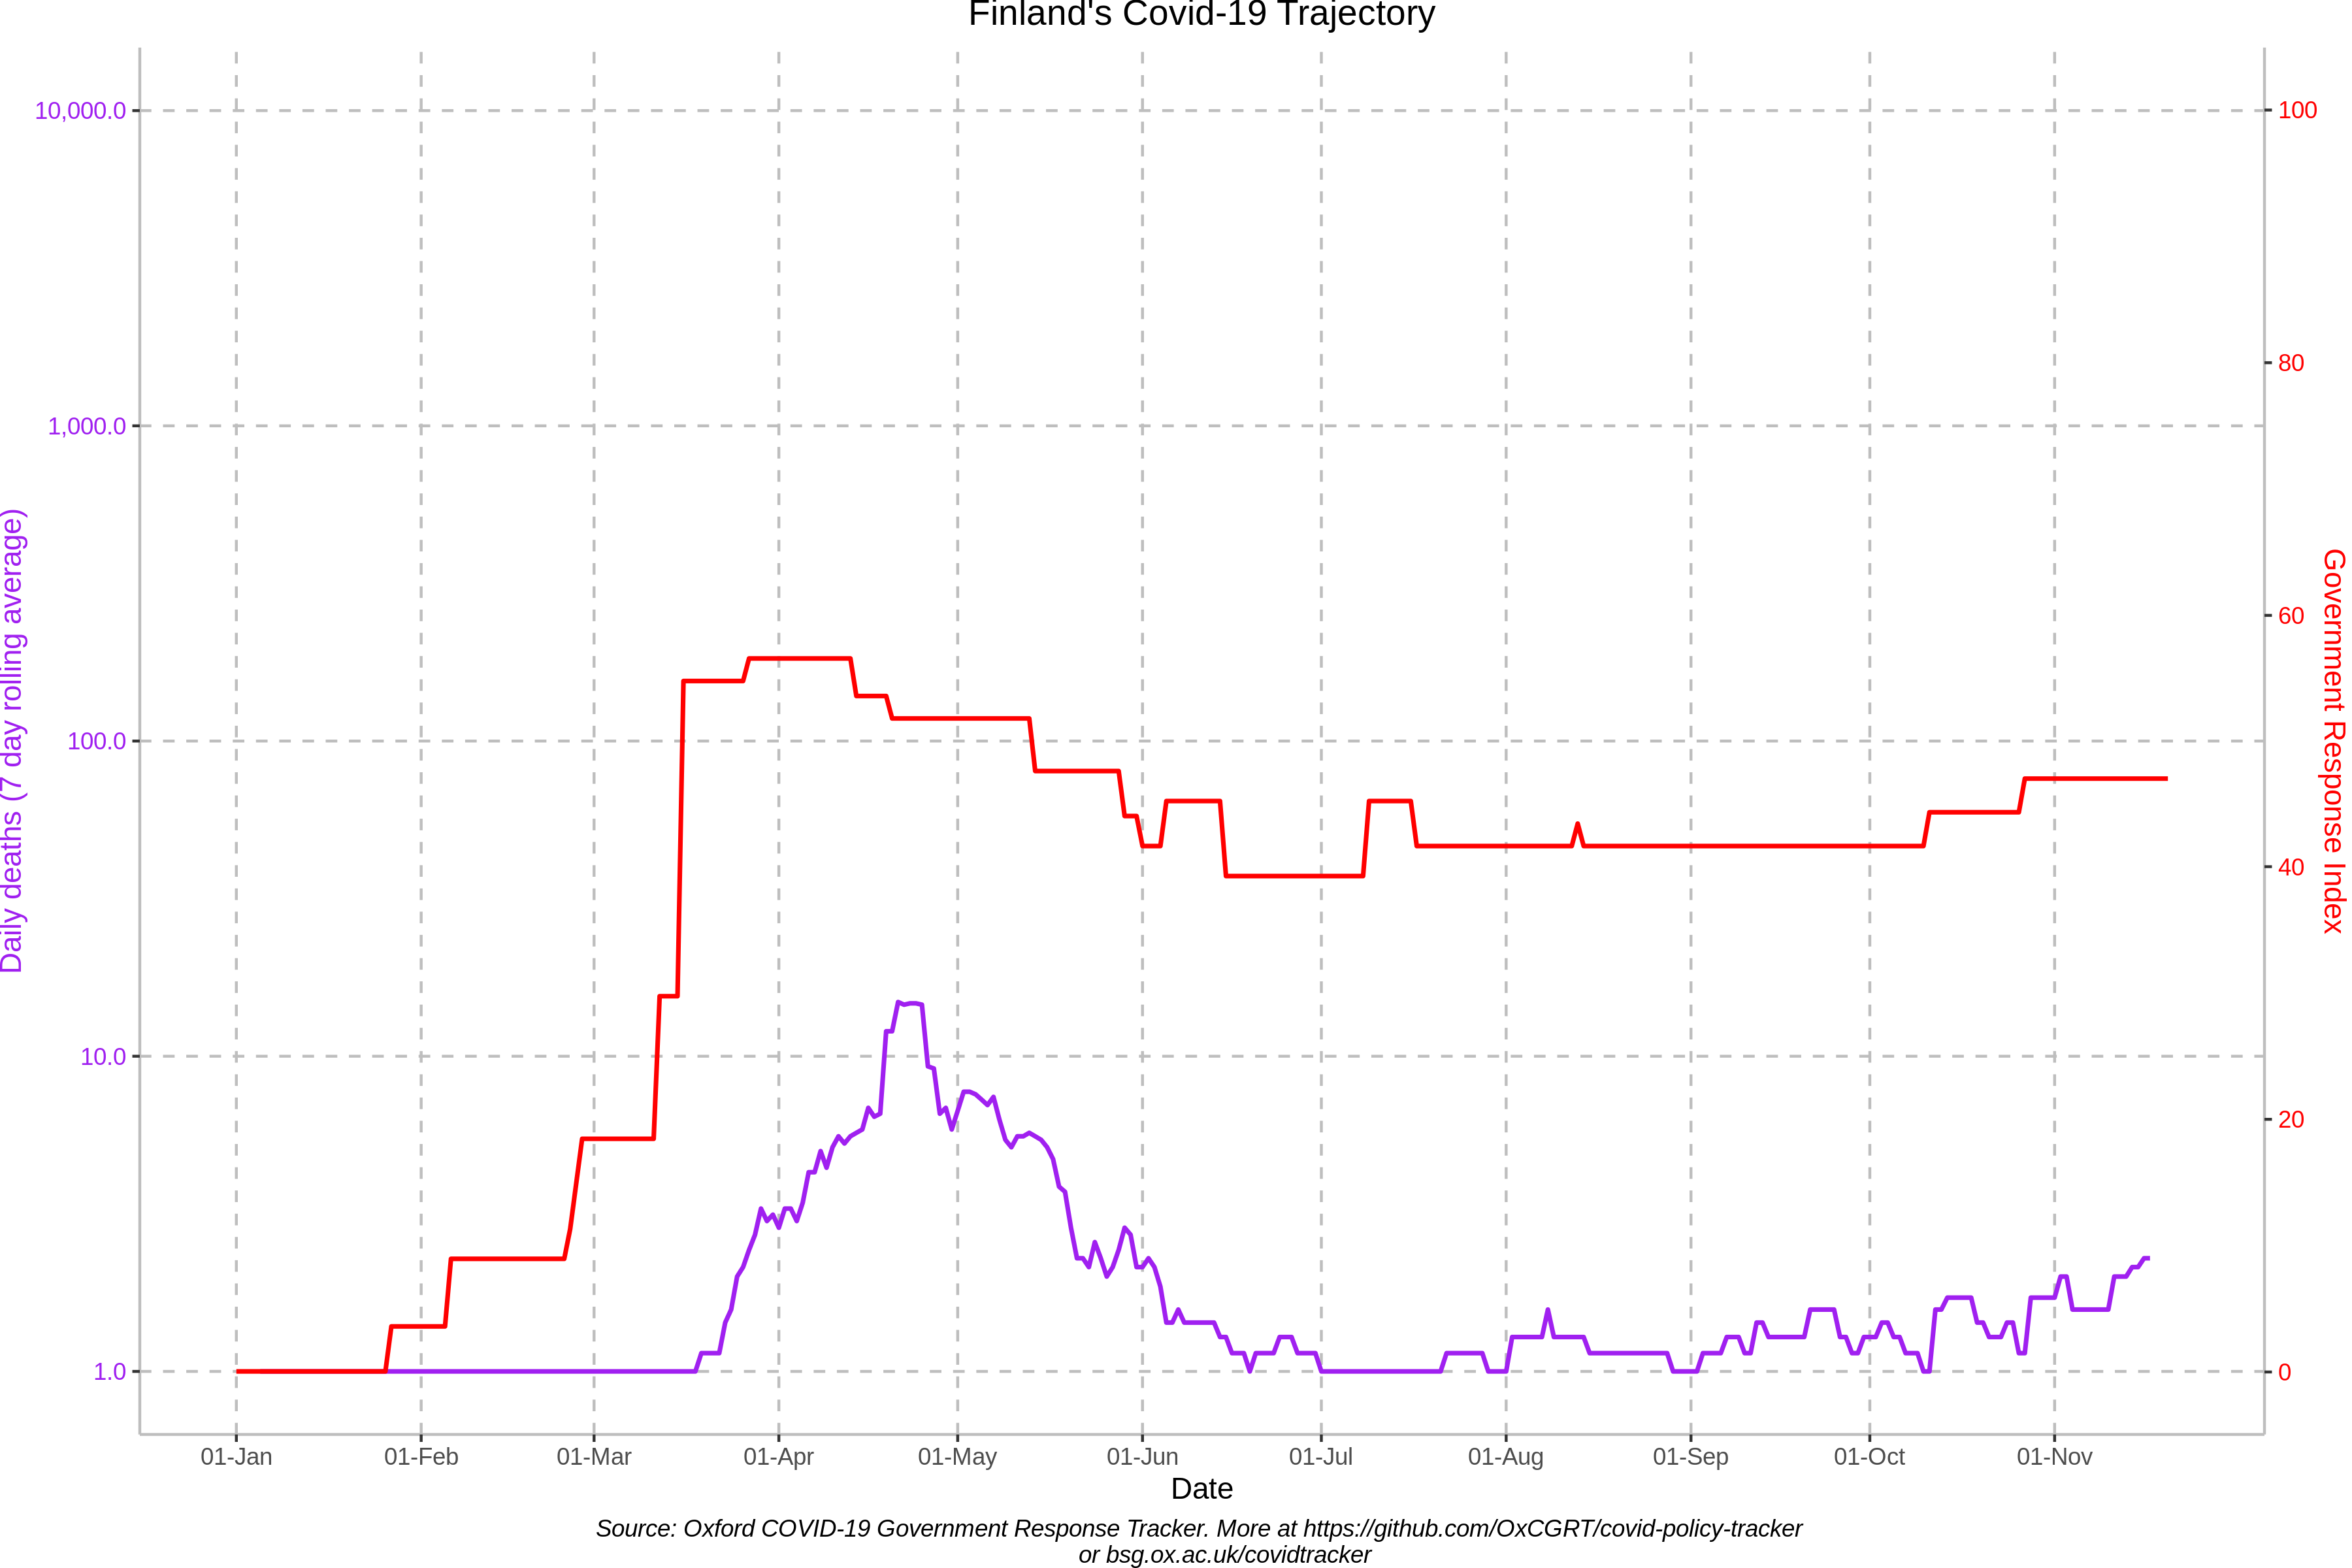 Finland's Covid-19 Trajectory
10,000.0
1,000.0
100.0
10.0
1.0
Daily deaths (7 day rolling average)
100
80
60
40
20
0
Government Response Index
01-Jan 01-Feb 01-Mar 01-Apr 01-May 01-Jun 01-Jul 01-Aug 01-Sep 01-Oct 01-Nov
Date
Source: Oxford COVID-19 Government Response Tracker. More at https://github.com/OxCGRT/covid-policy-tracker
or bsg.ox.ac.uk/covidtracker